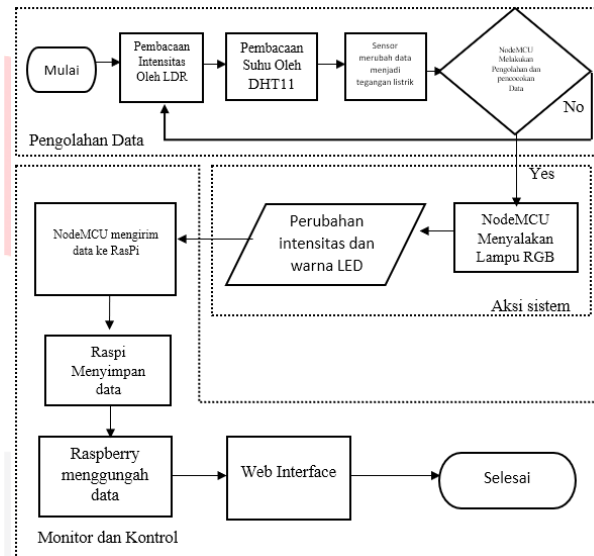 Mulai
Pembacaan
Intensitas
Oleh LDR
Pembacaan
Suhu Oleh
DHT11
Sensor
merubah data
menjadi
tegangan listrik
NodeMCU
Melakukan
Pengolahan dan
pencocokan
Data
No
Pengolahan Data
Yes
NodeMCU
Menyalakan
Lampu RGB
Perubahan
intensitas dan
warna LED
Aksi sistem
NodeMCU mengirim
data ke RasPi
Raspi
Menyimpan
data
Raspberry
menggungah
data
Web Interface
Selesai
Monitor dan Kontrol